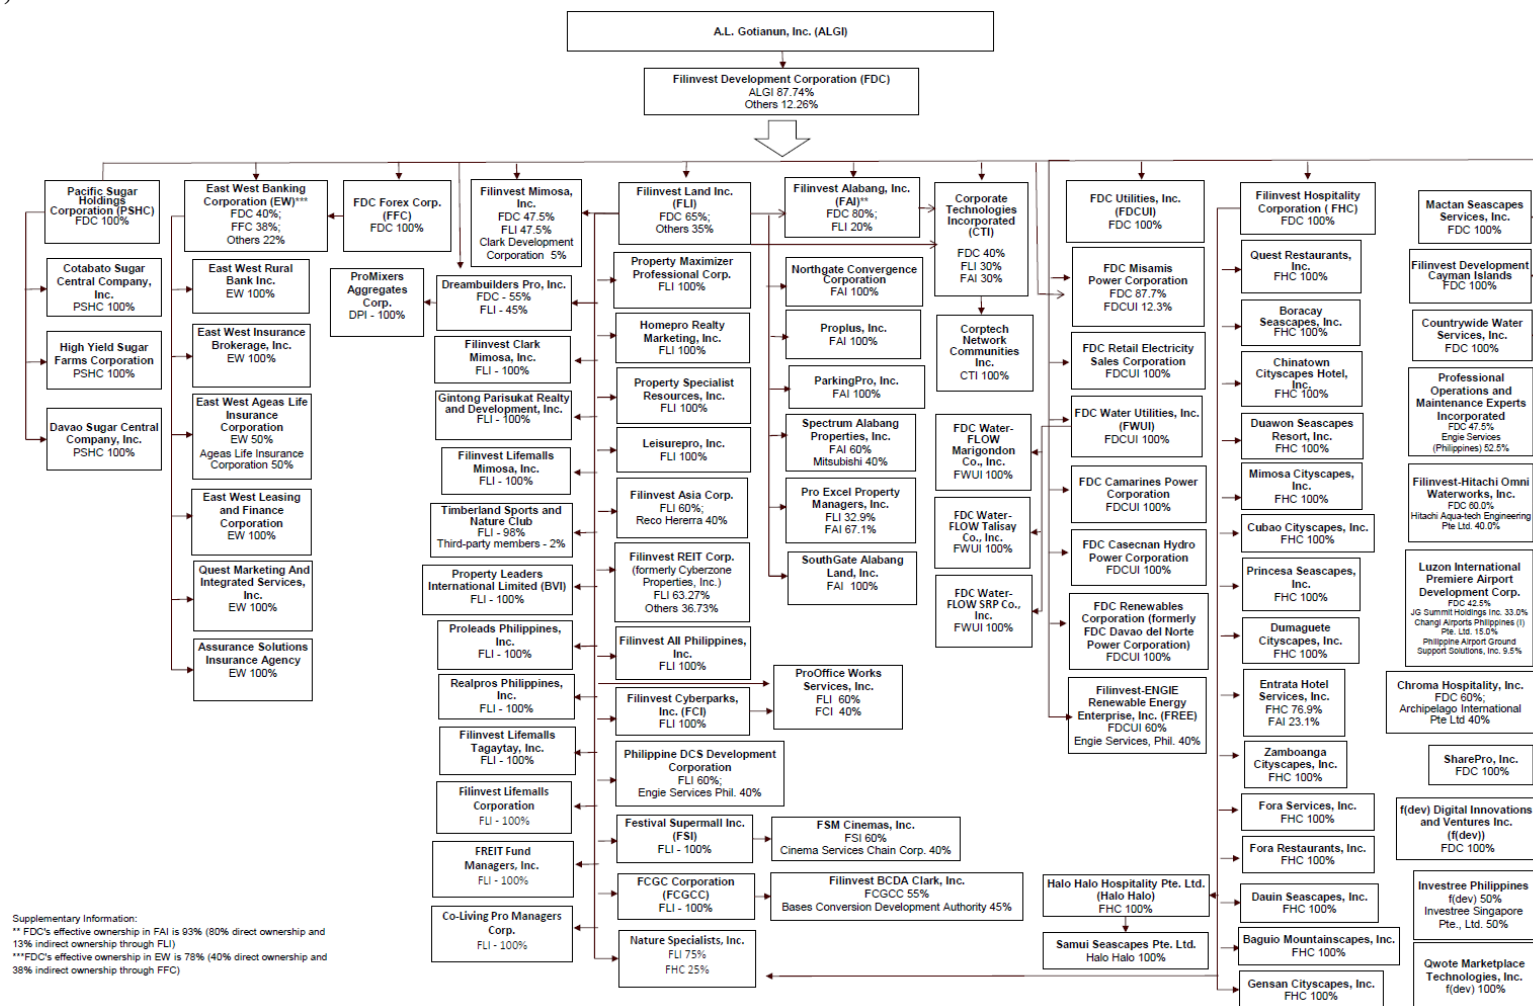 A.L. Gotianun, Inc. (ALGI)
Filinvest Development Corporation (FDC)
ALGI 87.74%
Others 12.26%
Pacific Sugar
Holdings
Corporation (PSHC)
FDC 100%
Cotabato Sugar
Central Company,
Inc.
PSHC 100%
High Yield Sugar
Farms Corporation
PSHC 100%
Davao Sugar Central
Company, Inc.
PSHC 100%
East West Banking
Corporation (EW)***
FDC 40%;
FFC 38%;
Others 22%
East West Rural
Bank Inc.
EW 100%
East West Insurance
Brokerage, Inc.
EW 100%
East West Ageas Life
Insurance
Corporation
EW 50%
Ageas Life Insurance
Corporation 50%
East West Leasing
and Finance
Corporation
EW 100%
Quest Marketing And
Integrated Services,
Inc.
EW 100%
Assurance Solutions
Insurance Agency
EW 100%
FDC Forex Corp.
(FFC)
FDC 100%
ProMixers
Aggregates
Corp.
DPI - 100%
Filinvest Mimosa,
Inc.
FDC 47.5%
FLI 47.5%
Clark Development
Corporation 5%
Dreambuilders Pro, Inc.
FDC - 55%
FLI - 45%
Filinvest Clark
Mimosa, Inc.
FLI - 100%
Gintong Parisukat Realty
and Development, Inc.
FLI - 100%
Filinvest Lifemalls
Mimosa, Inc.
FLI - 100%
Timberland Sports and
Nature Club
FLI - 98%
Third-party members - 2%
Property Leaders
International Limited (BVI)
FLI - 100%
Proleads Philippines,
Inc.
FLI - 100%
Realpros Philippines,
Inc.
FLI - 100%
Filinvest Lifemalls
Tagaytay, Inc.
FLI - 100%
Filinvest Lifemalls
Corporation
FLI - 100%
FREIT Fund
Managers, Inc.
FLI - 100%
Co-Living Pro Managers
Corp.
FLI - 100%
Filinvest Land Inc.
(FLI)
FDC 65%;
Others 35%
Property Maximizer
Professional Corp.
FLI 100%
Homepro Realty
Marketing, Inc.
FLI 100%
Property Specialist
Resources, Inc.
FLI 100%
Leisurepro, Inc.
FLI 100%
Filinvest Asia Corp.
FLI 60%;
Reco Hererra 40%
Filinvest REIT Corp.
(formerly Cyberzone
Properties, Inc.)
FLI 63.27%
Others 36.73%
Filinvest All Philippines,
Inc.
FLI 100%
Filinvest Cyberparks,
Inc. (FCI)
FLI 100%
Philippine DCS Development
Corporation
FLI 60%;
Engie Services Phil. 40%
Festival Supermall Inc.
(FSI)
FLI - 100%
FCGC Corporation
(FCGCC)
FLI - 100%
Nature Specialists, Inc.
FLI 75%
FHC 25%
Filinvest Alabang, Inc.
(FAI)**
FDC 80%;
FLI 20%
Northgate Convergence
Corporation
FAI 100%
Proplus, Inc.
FAI 100%
ParkingPro, Inc.
FAI 100%
Spectrum Alabang
Properties, Inc.
FAI 60%
Mitsubishi 40%
Pro Excel Property
Managers, Inc.
FLI 32.9%
FAI 67.1%
SouthGate Alabang
Land, Inc.
FAI 100%
ProOffice Works
Services, Inc.
FLI 60%
FCI 40%
FSM Cinemas, Inc.
FSI 60%
Cinema Services Chain Corp. 40%
Filinvest BCDA Clark, Inc.
FCGCC 55%
Bases Conversion Development Authority 45%
Corporate
Technologies
Incorporated
(CTI)
FDC 40%
FLI 30%
FAI 30%
Corptech
Network
Communities
Inc.
CTI 100%
FDC Water-
FLOW
Marigondon
Co., Inc.
FWUI 100%
FDC Water-
FLOW Talisay
Co., Inc.
FWUI 100%
FDC Water-
FLOW SRP Co.,
Inc.
FWUI 100%
FDC Utilities, Inc.
(FDCUI)
FDC 100%
FDC Misamis
Power Corporation
FDC 87.7%
FDCUI 12.3%
FDC Retail Electricity
Sales Corporation
FDCUI 100%
FDC Water Utilities, Inc.
(FWUI)
FDCUI 100%
FDC Camarines Power
Corporation
FDCUI 100%
FDC Casecnan Hydro
Power Corporation
FDCUI 100%
FDC Renewables
Corporation (formerly
FDC Davao del Norte
Power Corporation)
FDCUI 100%
Filinvest-ENGIE
Renewable Energy
Enterprise, Inc. (FREE)
FDCUI 60%
Engie Services, Phil. 40%
Halo Halo Hospitality Pte. Ltd.
(Halo Halo)
FHC 100%
Samui Seascapes Pte. Ltd.
Halo Halo 100%
Filinvest Hospitality
Corporation ( FHC)
FDC 100%
Quest Restaurants,
Inc.
FHC 100%
Boracay
Seascapes, Inc.
FHC 100%
Chinatown
Cityscapes Hotel,
Inc.
FHC 100%
Duawon Seascapes
Resort, Inc.
FHC 100%
Mimosa Cityscapes,
Inc.
FHC 100%
Cubao Cityscapes, Inc.
FHC 100%
Princesa Seascapes,
Inc.
FHC 100%
Dumaguete
Cityscapes, Inc.
FHC 100%
Entrata Hotel
Services, Inc.
FHC 76.9%
FAI 23.1%
Zamboanga
Cityscapes, Inc.
FHC 100%
Fora Services, Inc.
FHC 100%
Fora Restaurants, Inc.
FHC 100%
Dauin Seascapes, Inc.
FHC 100%
Baguio Mountainscapes, Inc.
FHC 100%
Gensan Cityscapes, Inc.
FHC 100%
Mactan Seascapes
Services, Inc.
FDC 100%
Filinvest Development
Cayman Islands
FDC 100%
Countrywide Water
Services, Inc.
FDC 100%
Professional
Operations and
Maintenance Experts
Incorporated
FDC 47.5%
Engie Services
(Philippines) 52.5%
Filinvest-Hitachi Omni
Waterworks, Inc.
FDC 60.0%
Hitachi Aqua-tech Engineering
Pte Ltd. 40.0%
Luzon International
Premiere Airport
Development Corp.
FDC 42.5%
JG Summit Holdings Inc. 33.0%
Changi Airports Philippines (I)
Pte. Ltd. 15.0%
Philippine Airport Ground
Support Solutions, Inc. 9.5%
Chroma Hospitality, Inc.
FDC 60%;
Archipelago International
Pte Ltd 40%
SharePro, Inc.
FDC 100%
f(dev) Digital Innovations
and Ventures Inc.
(f(dev))
FDC 100%
Investree Philippines
f(dev) 50%
Investree Singapore
Pte., Ltd. 50%
Qwote Marketplace
Technologies, Inc.
f(dev) 100%
Supplementary Information:
** FDC's effective ownership in FAI is 93% (80% direct ownership and
13% indirect ownership through FLI)
***FDC's effective ownership in EW is 78% (40% direct ownership and
38% indirect ownership through FFC)